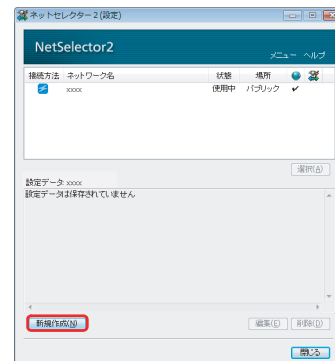 ネットセレクター2(設定)
NetSelector2
メニュー ヘルプ
接続方法 ネットワーク名 状態 場所
xxxx 使用中 パブリック ✔
選択(A)
設定データ: xxxx
設定データは保存されていません
新規作成(N) 編集(E) 削除(D)
閉じる